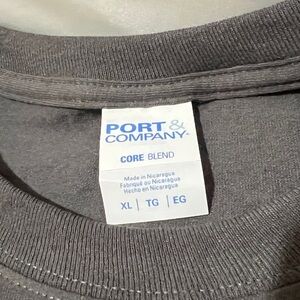 PORT &
COMPANY®
CORE BLEND
Made in Nicaragua
Fabriqué au Nicaragua
Hecho en Nicaragua
XL | TG | EG